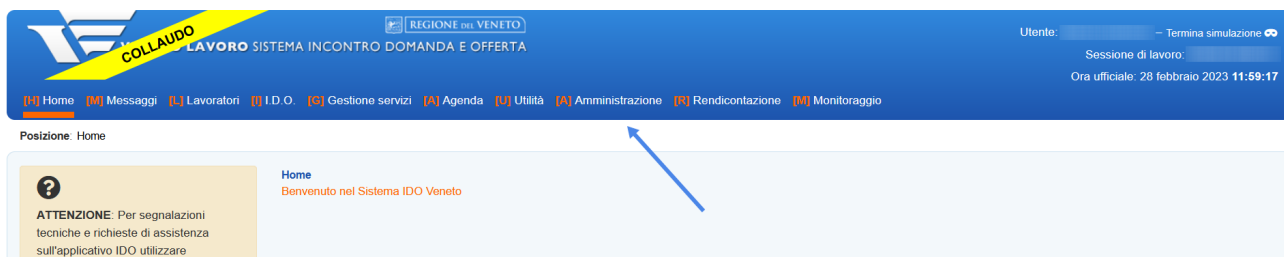 COLLAUDO
REGIONE DEL VENETO
LAVORO SISTEMA INCONTRO DOMANDA E OFFERTA
Utente: – Termina simulazione
Sessione di lavoro:
Ora ufficiale: 28 febbraio 2023 11:59:17
[H] Home [M] Messaggi [L] Lavoratori [I] I.D.O. [G] Gestione servizi [A] Agenda [U] Utilità [A] Amministrazione [R] Rendicontazione [M] Monitoraggio
Posizione: Home
Home
Benvenuto nel Sistema IDO Veneto
ATTENZIONE: Per segnalazioni
tecniche e richieste di assistenza
sull'applicativo IDO utilizzare